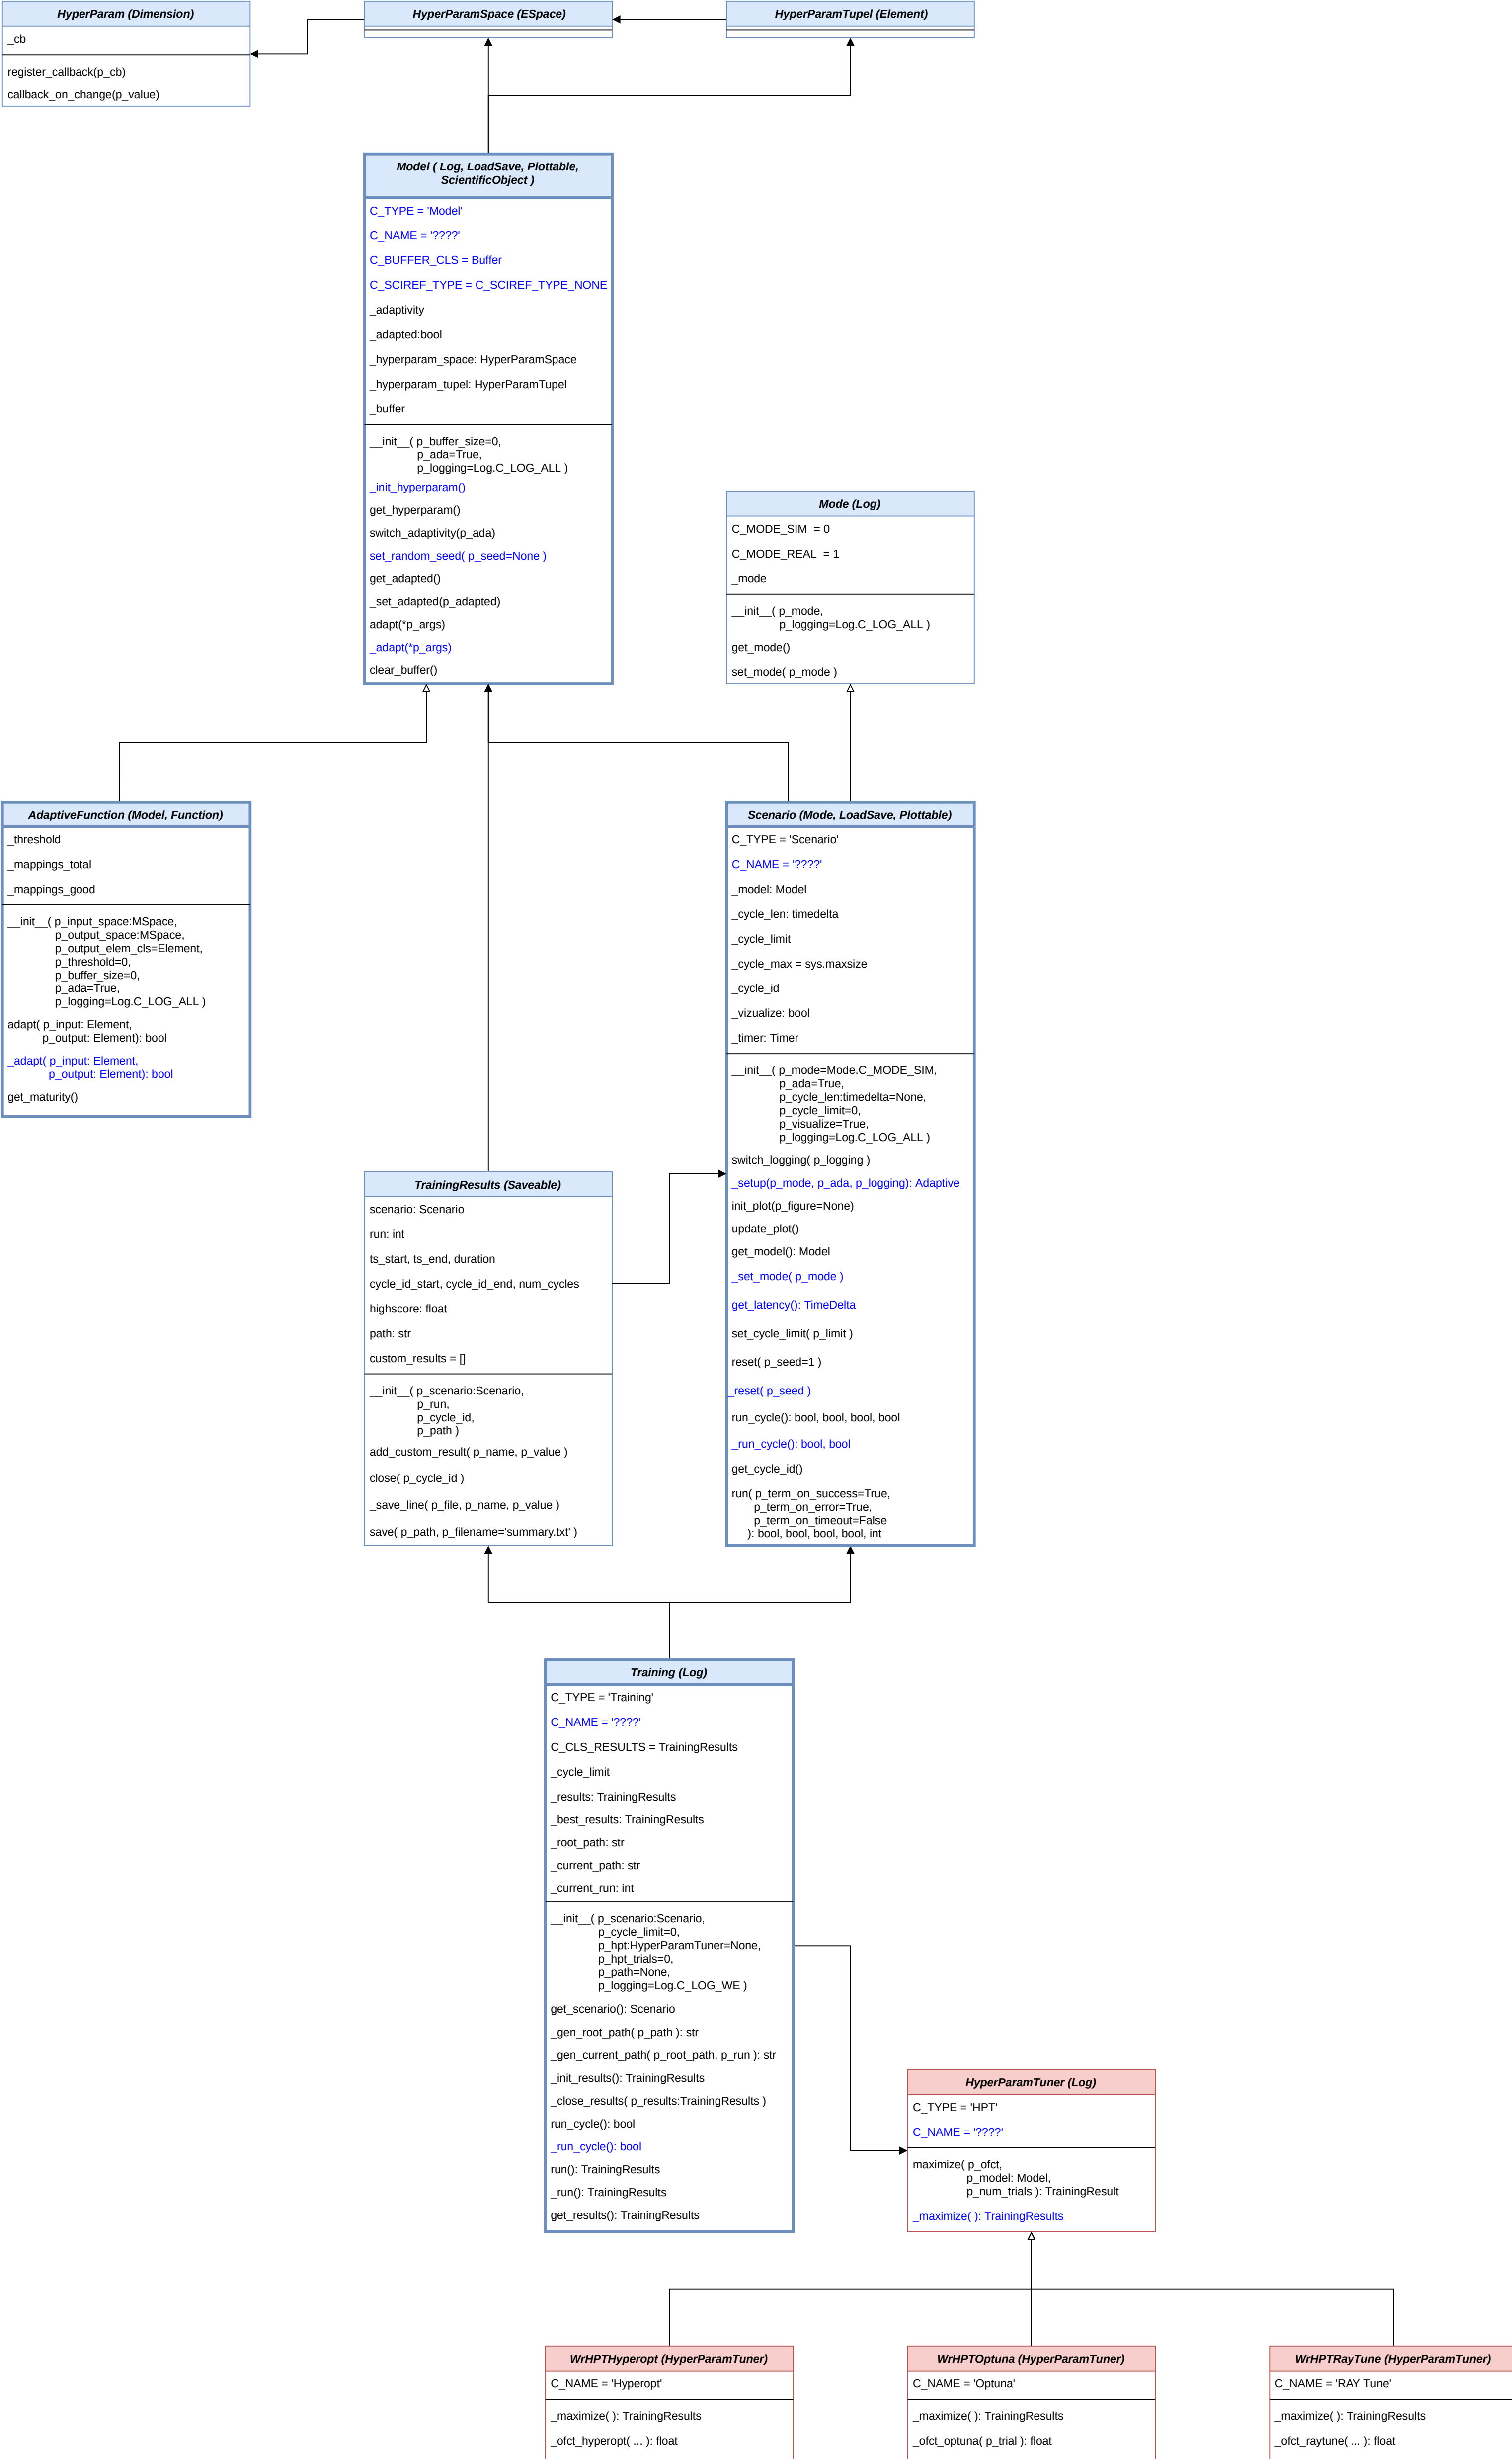 HyperParam (Dimension)
_cb
register_callback(p_cb)
callback_on_change(p_value)
HyperParamSpace (ESpace)
HyperParamTupel (Element)
Model ( Log, LoadSave, Plottable,
ScientificObject )
C_TYPE = 'Model'
C_NAME = '????'
C_BUFFER_CLS = Buffer
C_SCIREF_TYPE = C_SCIREF_TYPE_NONE
_adaptivity
_adapted:bool
_hyperparam_space: HyperParamSpace
_hyperparam_tupel: HyperParamTupel
_buffer
__init__( p_buffer_size=0,
p_ada=True,
p_logging=Log.C_LOG_ALL )
_init_hyperparam()
get_hyperparam()
switch_adaptivity(p_ada)
set_random_seed( p_seed=None )
get_adapted()
_set_adapted(p_adapted)
adapt(*p_args)
_adapt(*p_args)
clear_buffer()
Mode (Log)
C_MODE_SIM  = 0
C_MODE_REAL  = 1
_mode
__init__( p_mode,
p_logging=Log.C_LOG_ALL )
get_mode()
set_mode( p_mode )
AdaptiveFunction (Model, Function)
_threshold
_mappings_total
_mappings_good
__init__( p_input_space:MSpace,
p_output_space:MSpace,
p_output_elem_cls=Element,
p_threshold=0,
p_buffer_size=0,
p_ada=True,
p_logging=Log.C_LOG_ALL )
adapt( p_input: Element,
p_output: Element): bool
_adapt( p_input: Element,
p_output: Element): bool
get_maturity()
Scenario (Mode, LoadSave, Plottable)
C_TYPE = 'Scenario'
C_NAME = '????'
_model: Model
_cycle_len: timedelta
_cycle_limit
_cycle_max = sys.maxsize
_cycle_id
_vizualize: bool
_timer: Timer
__init__( p_mode=Mode.C_MODE_SIM,
p_ada=True,
p_cycle_len:timedelta=None,
p_cycle_limit=0,
p_visualize=True,
p_logging=Log.C_LOG_ALL )
switch_logging( p_logging )
_setup(p_mode, p_ada, p_logging): Adaptive
init_plot(p_figure=None)
update_plot()
get_model(): Model
_set_mode( p_mode )
get_latency(): TimeDelta
set_cycle_limit( p_limit )
reset( p_seed=1 )
_reset( p_seed )
run_cycle(): bool, bool, bool, bool
_run_cycle(): bool, bool
get_cycle_id()
run( p_term_on_success=True,
p_term_on_error=True,
p_term_on_timeout=False
): bool, bool, bool, bool, int
TrainingResults (Saveable)
scenario: Scenario
run: int
ts_start, ts_end, duration
cycle_id_start, cycle_id_end, num_cycles
highscore: float
path: str
custom_results = []
__init__( p_scenario:Scenario,
p_run,
p_cycle_id,
p_path )
add_custom_result( p_name, p_value )
close( p_cycle_id )
_save_line( p_file, p_name, p_value )
save( p_path, p_filename='summary.txt' )
Training (Log)
C_TYPE = 'Training'
C_NAME = '????'
C_CLS_RESULTS = TrainingResults
_cycle_limit
_results: TrainingResults
_best_results: TrainingResults
_root_path: str
_current_path: str
_current_run: int
__init__( p_scenario:Scenario,
p_cycle_limit=0,
p_hpt:HyperParamTuner=None,
p_hpt_trials=0,
p_path=None,
p_logging=Log.C_LOG_WE )
get_scenario(): Scenario
_gen_root_path( p_path ): str
_gen_current_path( p_root_path, p_run ): str
_init_results(): TrainingResults
_close_results( p_results:TrainingResults )
run_cycle(): bool
_run_cycle(): bool
run(): TrainingResults
_run(): TrainingResults
get_results(): TrainingResults
HyperParamTuner (Log)
C_TYPE = 'HPT'
C_NAME = '????'
maximize( p_ofct,
p_model: Model,
p_num_trials ): TrainingResult
_maximize( ): TrainingResults
WrHPTHyperopt (HyperParamTuner)
C_NAME = 'Hyperopt'
_maximize( ): TrainingResults
_ofct_hyperopt( ... ): float
WrHPTOptuna (HyperParamTuner)
C_NAME = 'Optuna'
_maximize( ): TrainingResults
_ofct_optuna( p_trial ): float
WrHPTRayTune (HyperParamTuner)
C_NAME = 'RAY Tune'
_maximize( ): TrainingResults
_ofct_raytune( ... ): float